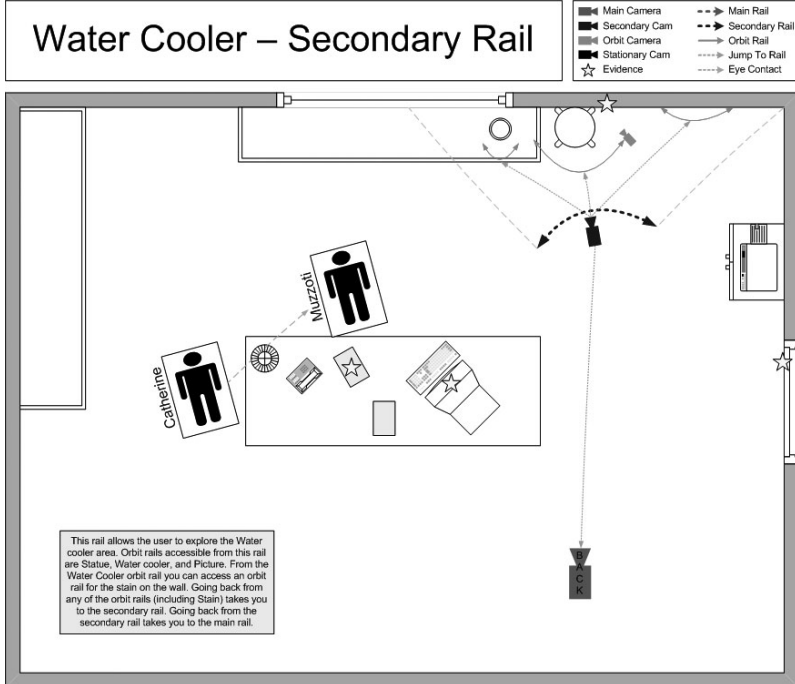 Water Cooler – Secondary Rail
Main Camera
Secondary Cam
Orbit Camera
Stationary Cam
Evidence
Main Rail
Secondary Rail
Orbit Rail
Jump To Rail
Eye Contact
Muzzoti
Catherine
BACK
This rail allows the user to explore the Water
cooler area. Orbit rails accessible from this rail
are Statue, Water cooler, and Picture. From the
Water Cooler orbit rail you can access an orbit
rail for the stain on the wall. Going back from
any of the orbit rails (including Stain) takes you
to the secondary rail. Going back from the
secondary rail takes you to the main rail.